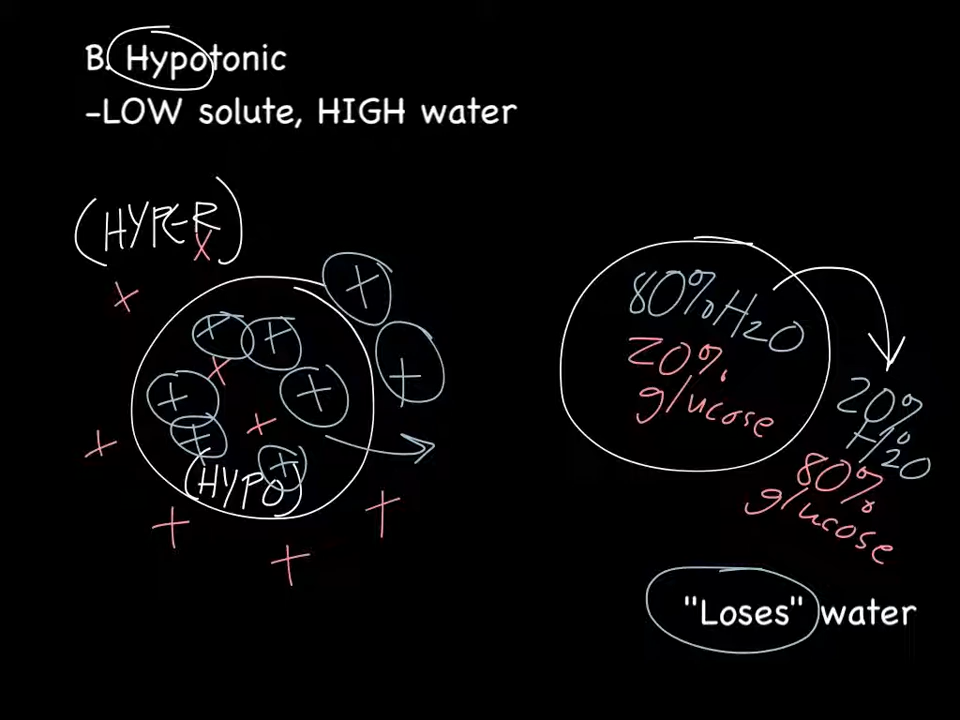 B. Hypotonic
-LOW solute, HIGH water
(HYPER)
80% H2O
20%
glucose
20%
H2O
80%
glucose
(HYPO)
"Loses" water